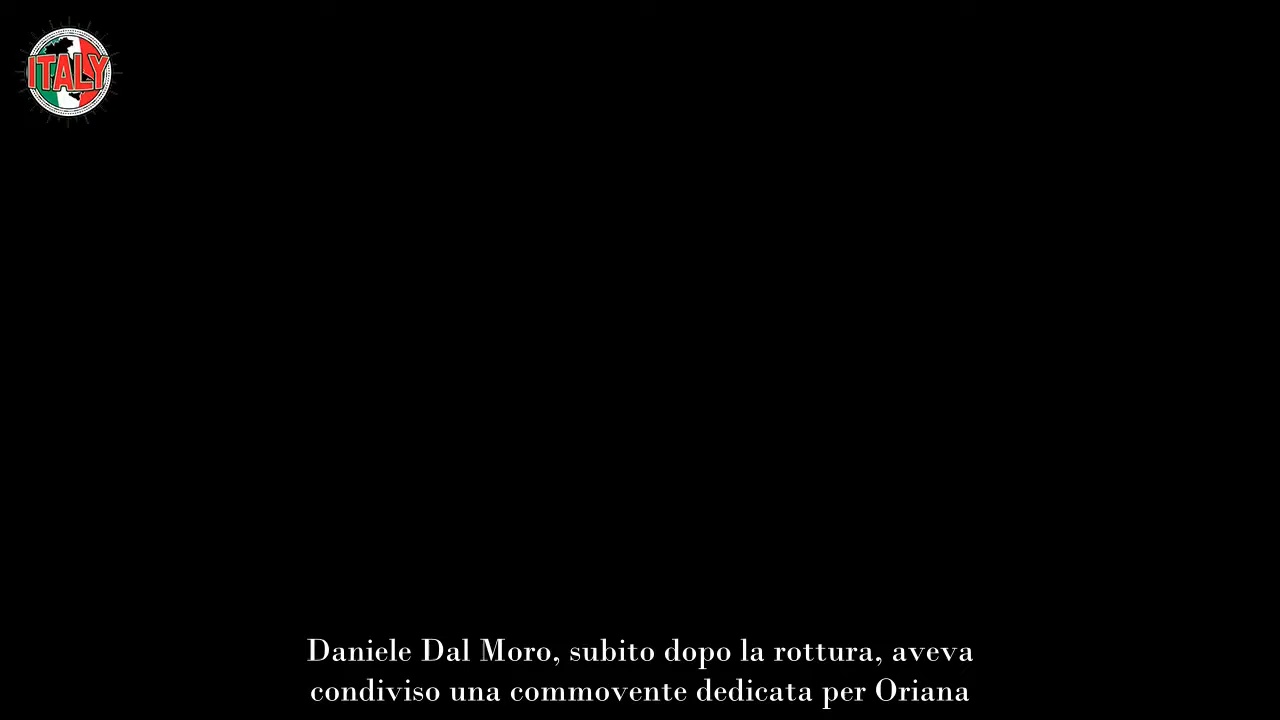 ITALY
Daniele Dal Moro, subito dopo la rottura, aveva
condiviso una commovente dedicata per Oriana